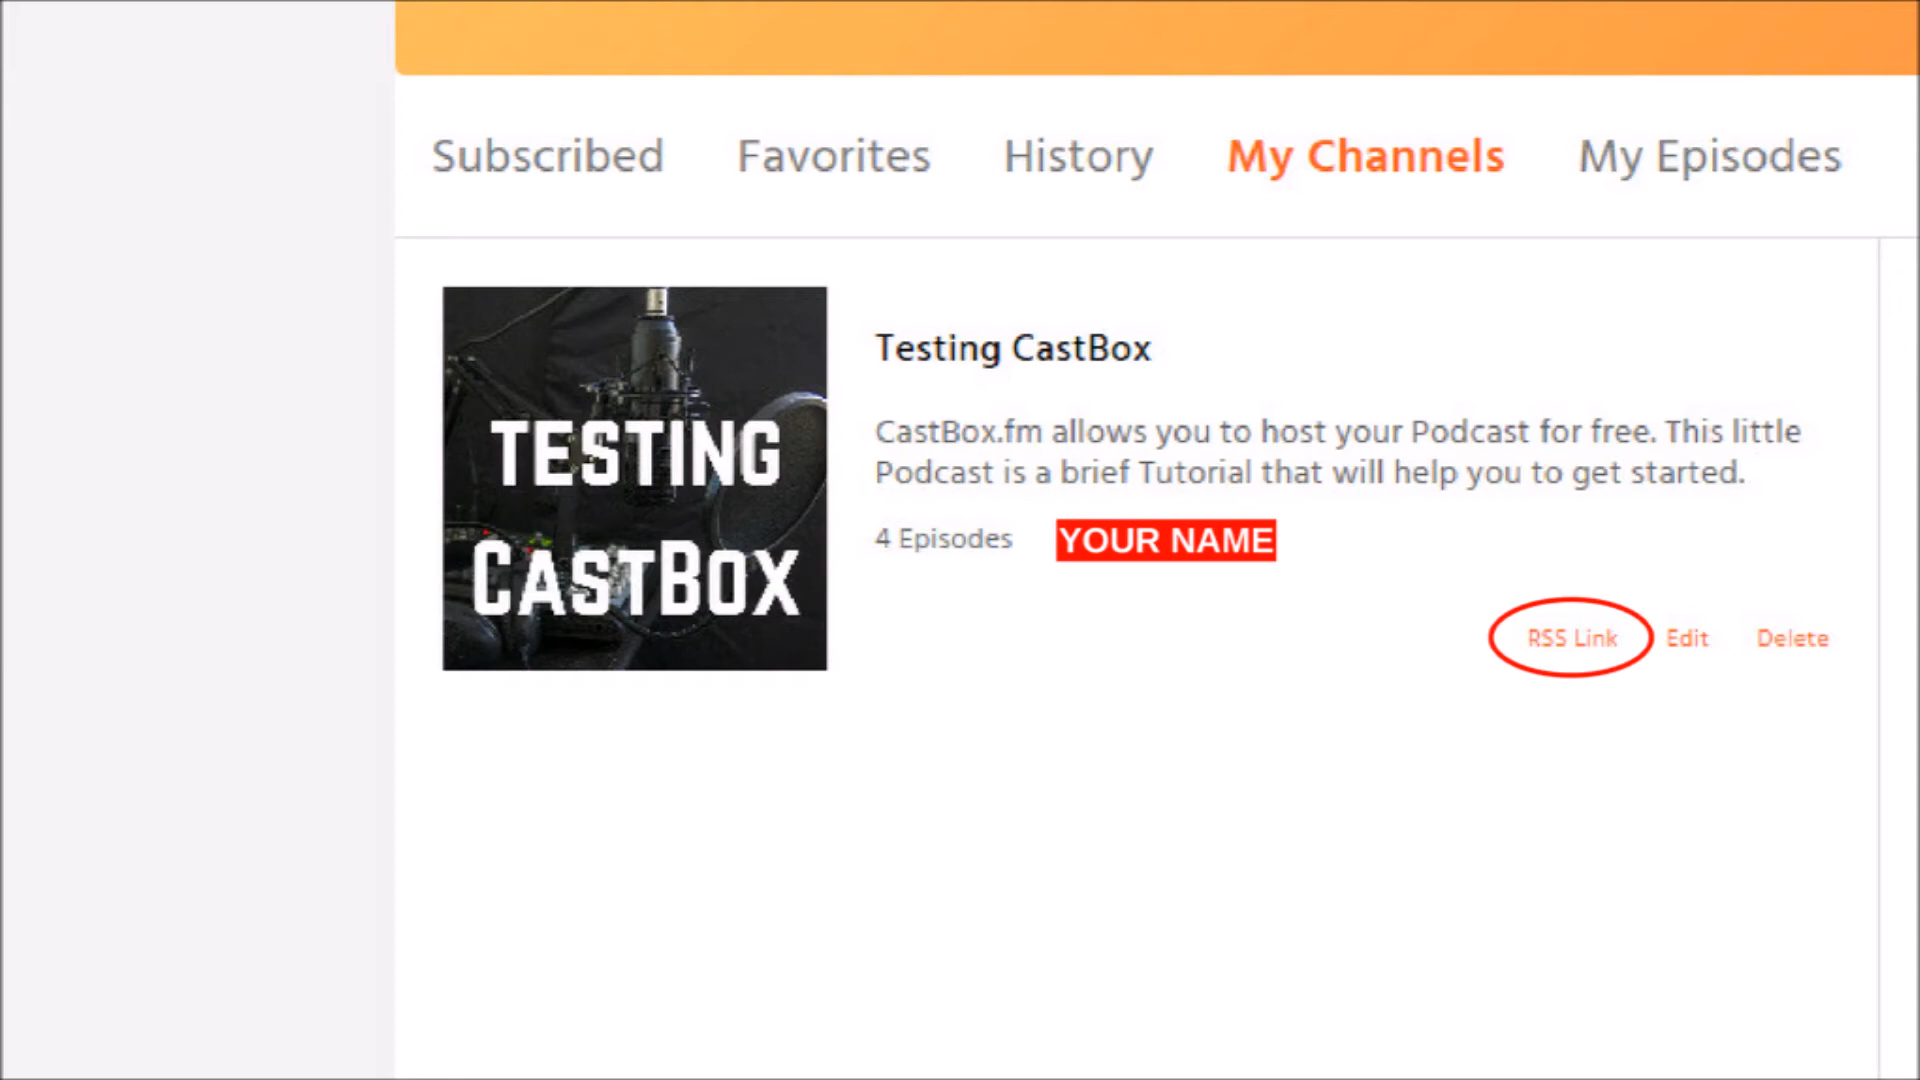 Subscribed Favorites History My Channels My Episodes
TESTING
CASTBOX
Testing CastBox
CastBox.fm allows you to host your Podcast for free. This little
Podcast is a brief Tutorial that will help you to get started.
4 Episodes YOUR NAME
RSS Link Edit Delete